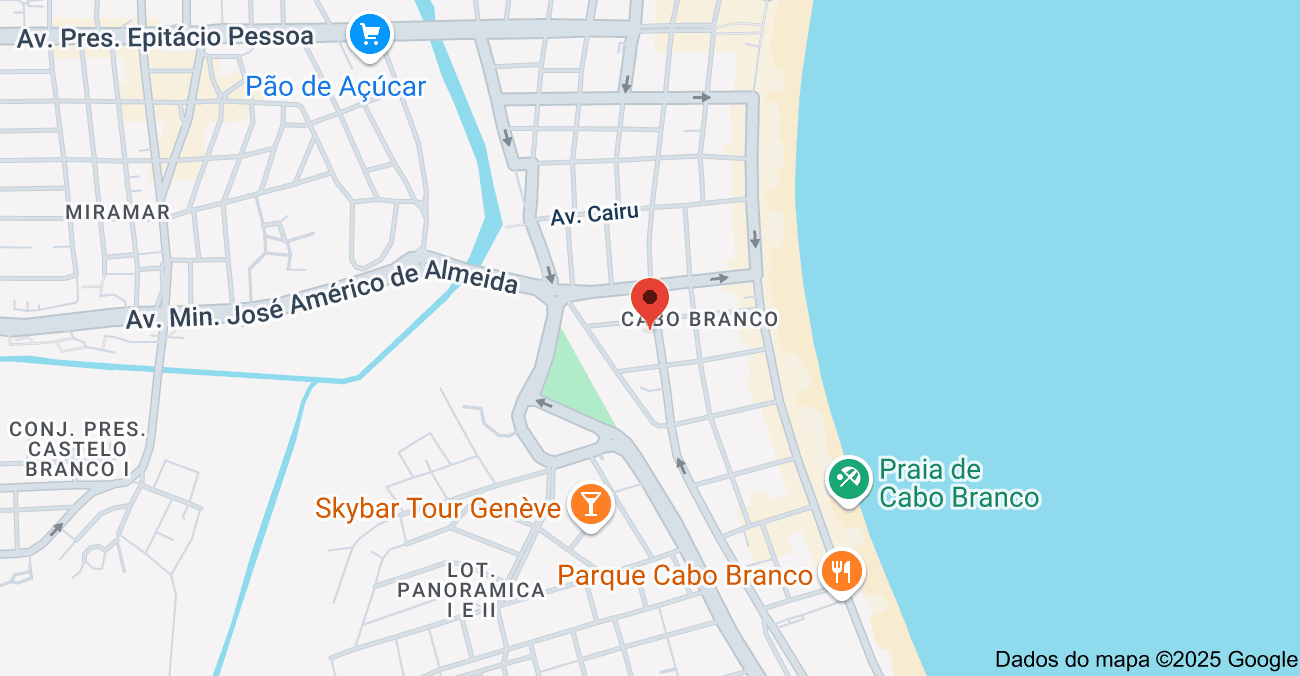 Av. Pres. Epitácio Pessoa
Pão de Açúcar
MIRAMAR
Av. Cairu
Av. Min. José Américo de Almeida
CABO BRANCO
CONJ. PRES.
CASTELO
BRANCO I
Praia de
Cabo Branco
Skybar Tour Genève
LOT.
PANORAMICA
I E II
Parque Cabo Branco
Dados do mapa ©2025 Google